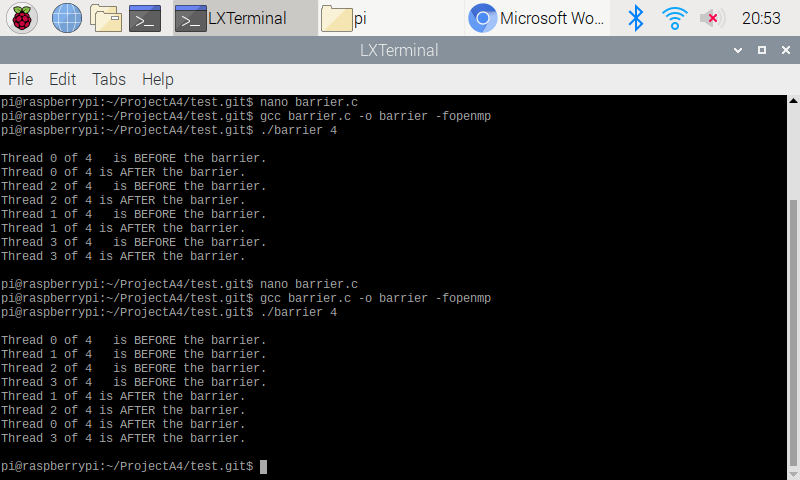 LXTerminal
pi
Microsoft Wo...
20:53
LXTerminal
File Edit Tabs Help
pi@raspberrypi:~/ProjectA4/test.git$ nano barrier.c
pi@raspberrypi:~/ProjectA4/test.git$ gcc barrier.c -o barrier -fopenmp
pi@raspberrypi:~/ProjectA4/test.git$ ./barrier 4
Thread 0 of 4   is BEFORE the barrier.
Thread 0 of 4 is AFTER the barrier.
Thread 2 of 4   is BEFORE the barrier.
Thread 2 of 4 is AFTER the barrier.
Thread 1 of 4   is BEFORE the barrier.
Thread 1 of 4 is AFTER the barrier.
Thread 3 of 4   is BEFORE the barrier.
Thread 3 of 4 is AFTER the barrier.
pi@raspberrypi:~/ProjectA4/test.git$ nano barrier.c
pi@raspberrypi:~/ProjectA4/test.git$ gcc barrier.c -o barrier -fopenmp
pi@raspberrypi:~/ProjectA4/test.git$ ./barrier 4
Thread 0 of 4   is BEFORE the barrier.
Thread 1 of 4   is BEFORE the barrier.
Thread 2 of 4   is BEFORE the barrier.
Thread 3 of 4   is BEFORE the barrier.
Thread 1 of 4 is AFTER the barrier.
Thread 2 of 4 is AFTER the barrier.
Thread 0 of 4 is AFTER the barrier.
Thread 3 of 4 is AFTER the barrier.
pi@raspberrypi:~/ProjectA4/test.git$